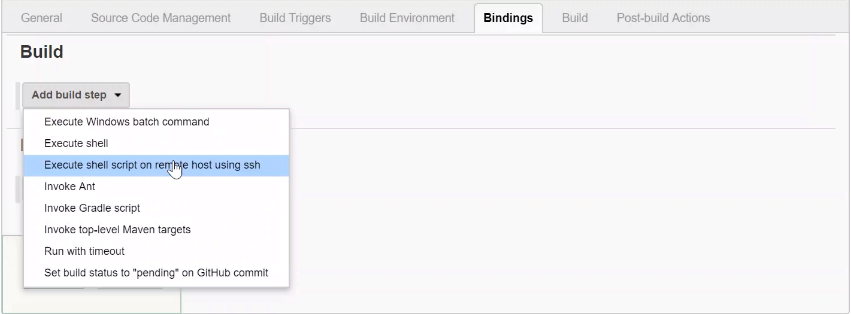 General Source Code Management Build Triggers Build Environment Bindings Build Post-build Actions
Build
Add build step
Execute Windows batch command
Execute shell
Execute shell script on remote host using ssh
Invoke Ant
Invoke Gradle script
Invoke top-level Maven targets
Run with timeout
Set build status to "pending" on GitHub commit